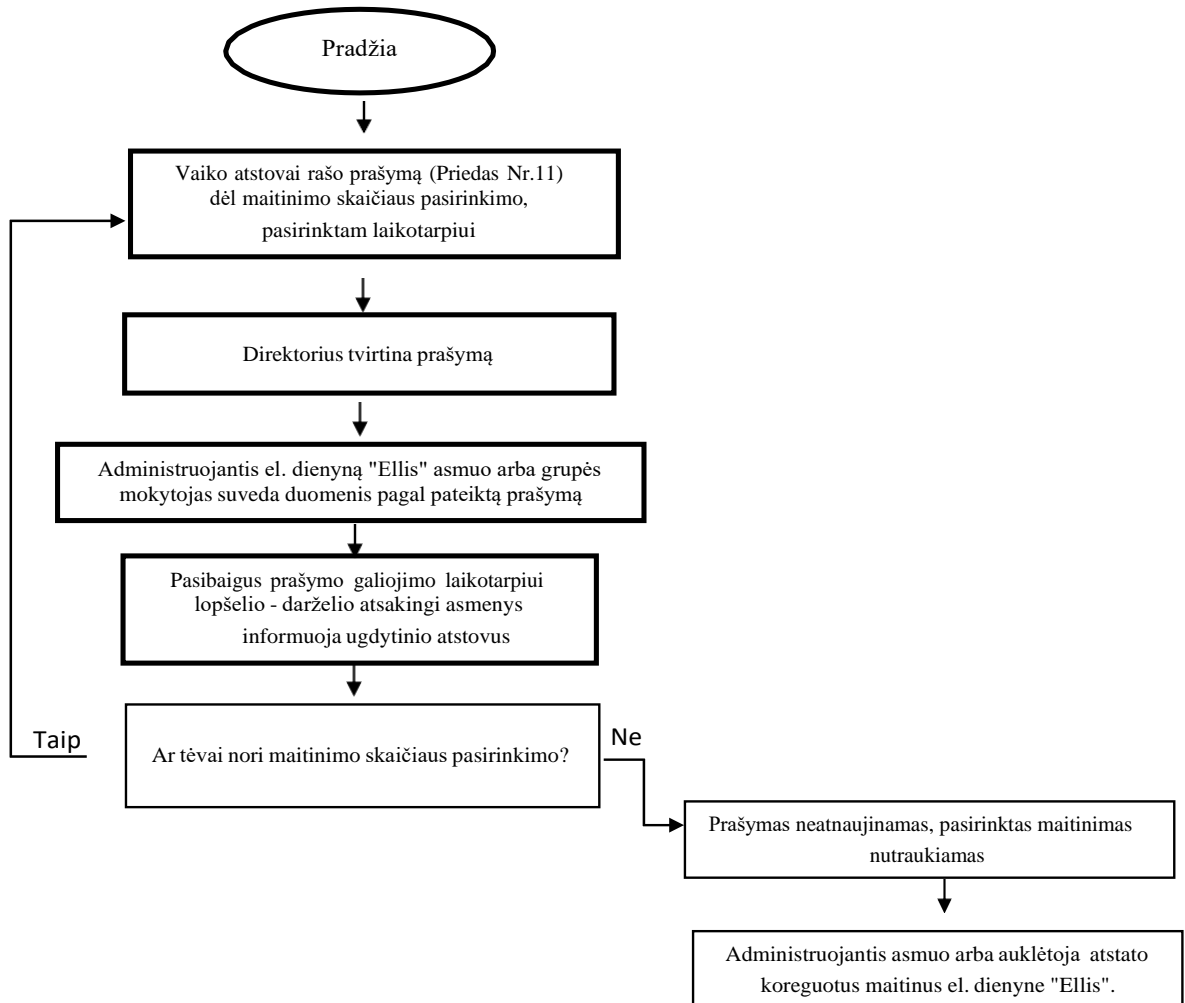 Pradžia
Vaiko atstovai rašo prašymą (Priedas Nr.11)
dėl maitinimo skaičiaus pasirinkimo,
pasirinktam laikotarpiui
Direktorius tvirtina prašymą
Administruojantis el. dienyną "Ellis" asmuo arba grupės
mokytojas suveda duomenis pagal pateiktą prašymą
Pasibaigus prašymo galiojimo laikotarpiui
lopšelio - darželio atsakingi asmenys
informuoja ugdytinio atstovus
Taip
Ar tėvai nori maitinimo skaičiaus pasirinkimo?
Ne
Prašymas neatnaujinamas, pasirinktas maitinimas
nutraukiamas
Administruojantis asmuo arba auklėtoja atstato
koreguotus maitinus el. dienyne "Ellis".